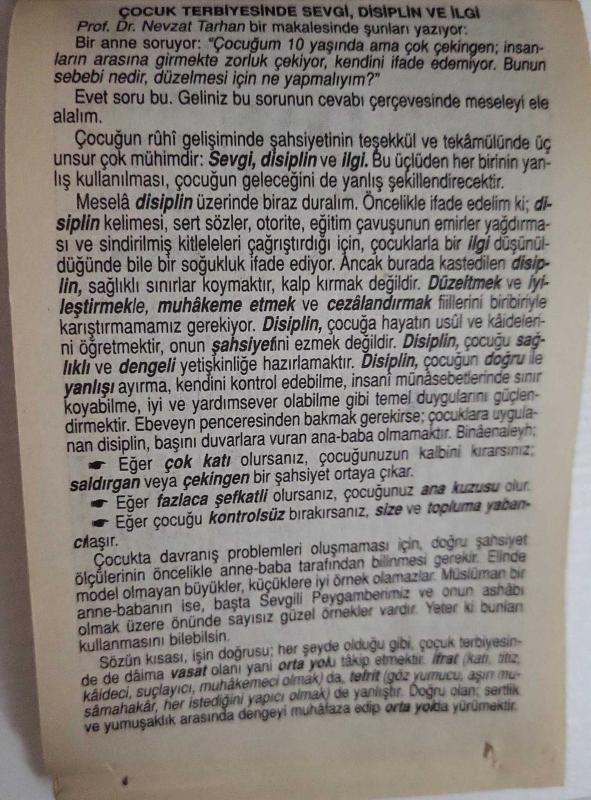 ÇOCUK TERBİYESİNDE SEVGİ, DİSİPLİN VE İLGİ
Prof. Dr. Nevzat Tarhan bir makalesinde şunları yazıyor:
Bir anne soruyor: "Çocuğum 10 yaşında ama çok çekingen; insan-
ların arasına girmekte zorluk çekiyor, kendini ifade edemiyor. Bunun
sebebi nedir, düzelmesi için ne yapmalıyım?"
Evet soru bu. Geliniz bu sorunun cevabı çerçevesinde meseleyi ele
alalım.
Çocuğun rûhî gelişiminde şahsiyetinin teşekkül ve tekâmülünde üç
unsur çok mühimdir: Sevgi, disiplin ve ilgi. Bu üçlüden her birinin yan-
lış kullanılması, çocuğun geleceğini de yanlış şekillendirecektir.
Meselâ disiplin üzerinde biraz duralım. Öncelikle ifade edelim ki; di-
siplin kelimesi, sert sözler, otorite, eğitim çavuşunun emirler yağdırma-
sı ve sindirilmiş kitleleleri çağrıştırdığı için, çocuklarla bir ilgi düşünül-
düğünde bile bir soğukluk ifade ediyor. Ancak burada kastedilen disip-
lin, sağlıklı sınırlar koymaktır, kalp kırmak değildir. Düzeltmek ve iyi-
leştirmekle, muhâkeme etmek ve cezâlandırmak fiillerini biribiriyle
karıştırmamamız gerekiyor. Disiplin, çocuğa hayatın usûl ve kâideleri-
ni öğretmektir, onun şahsiyetini ezmek değildir. Disiplin, çocuğu sağ-
lıklı ve dengeli yetişkinliğe hazırlamaktır. Disiplin, çocuğun doğru ile
yanlışı ayırma, kendini kontrol edebilme, insanî münâsebetlerinde sınır
koyabilme, iyi ve yardımsever olabilme gibi temel duygularını güçlen-
dirmektir. Ebeveyn penceresinden bakmak gerekirse; çocuklara uygula-
nan disiplin, başını duvarlara vuran ana-baba olmamaktır. Binâenaleyh;
☛ Eğer çok katı olursanız, çocuğunuzun kalbini kırarsınız;
saldırgan veya çekingen bir şahsiyet ortaya çıkar.
☛ Eğer fazlaca şefkatli olursanız, çocuğunuz ana kuzusu olur.
☛ Eğer çocuğu kontrolsüz bırakırsanız, size ve topluma yaban-
cılaşır.
Çocukta davranış problemleri oluşmaması için, doğru şahsiyet
ölçülerinin öncelikle anne-baba tarafından bilinmesi gerekir. Elinde
model olmayan büyükler, küçüklere iyi örnek olamazlar. Müslüman bir
anne-babanın ise, başta Sevgili Peygamberimiz ve onun ashâbı
olmak üzere önünde sayısız güzel örnekler vardır. Yeter ki bunları
kullanmasını bilebilsin.
Sözün kısası, işin doğrusu; her şeyde olduğu gibi, çocuk terbiyesin-
de de dâima vasat olanı yani orta yolu tâkip etmektir. İfrat (katı, titiz,
kâideci, suçlayıcı, muhâkemeci olmak) da, tefrit (göz yumucu, aşırı mü-
sâmahakâr, her istediğini yapıcı olmak) de yanlıştır. Doğru olan; sertlik
ve yumuşaklık arasında dengeyi muhâfaza edip orta yolda yürümektir.